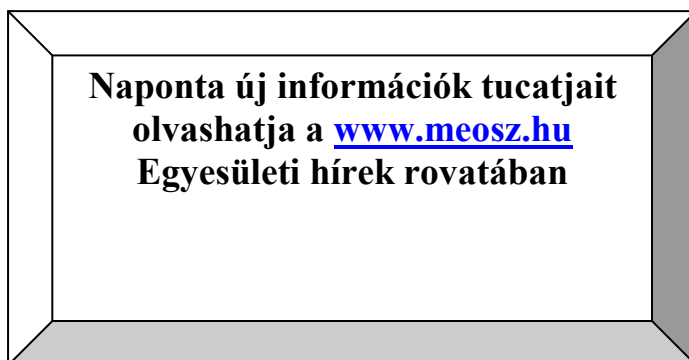 Naponta új információk tucatjait
olvashatja a www.meosz.hu
Egyesületi hírek rovatában